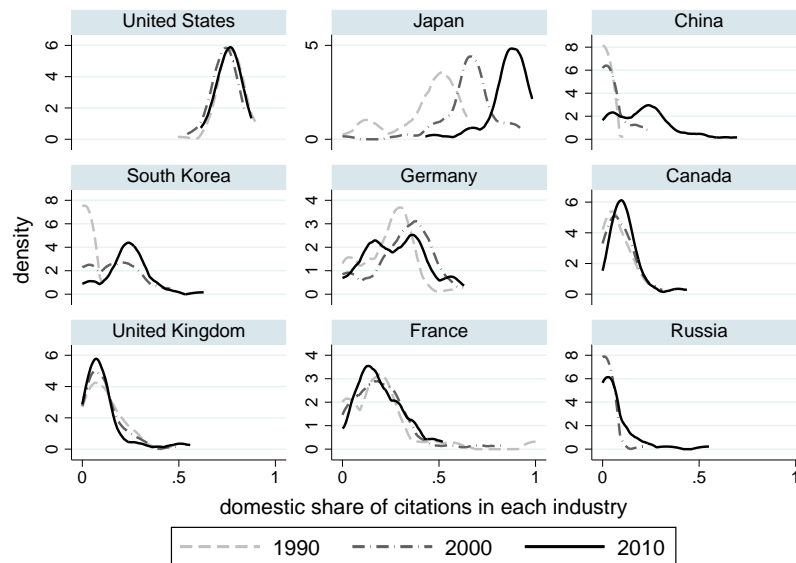 United States
Japan
China
0 2 4 6
0 5
0 2 4 6 8
South Korea
Germany
Canada
0 2 4 6 8
0 1 2 3 4
0 2 4 6 8
United Kingdom
France
Russia
0 2 4 6
0 1 2 3 4
0 2 4 6 8
0 .5 1
0 .5 1
0 .5 1
density
domestic share of citations in each industry
1990 2000 2010